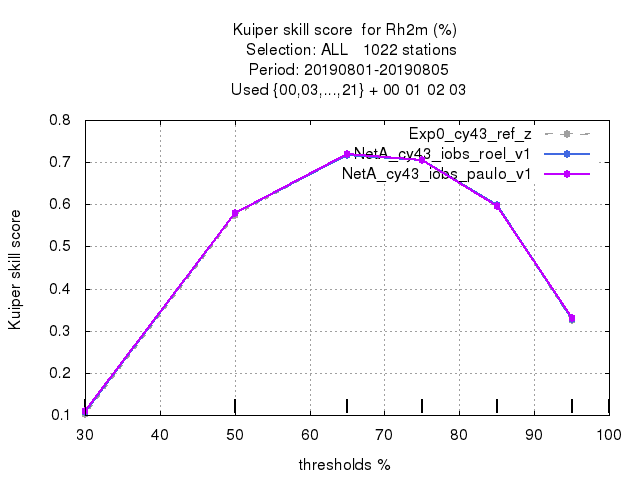 Kuiper skill score  for Rh2m (%)
Selection: ALL   1022 stations
Period: 20190801-20190805
Used {00,03,...,21} + 00 01 02 03
Exp0_cy43_ref_z
NetA_cy43_iobs_roel_v1
NetA_cy43_iobs_paulo_v1
Kuiper skill score
0.8
0.7
0.6
0.5
0.4
0.3
0.2
0.1
30 40 50 60 70 80 90 100
thresholds %